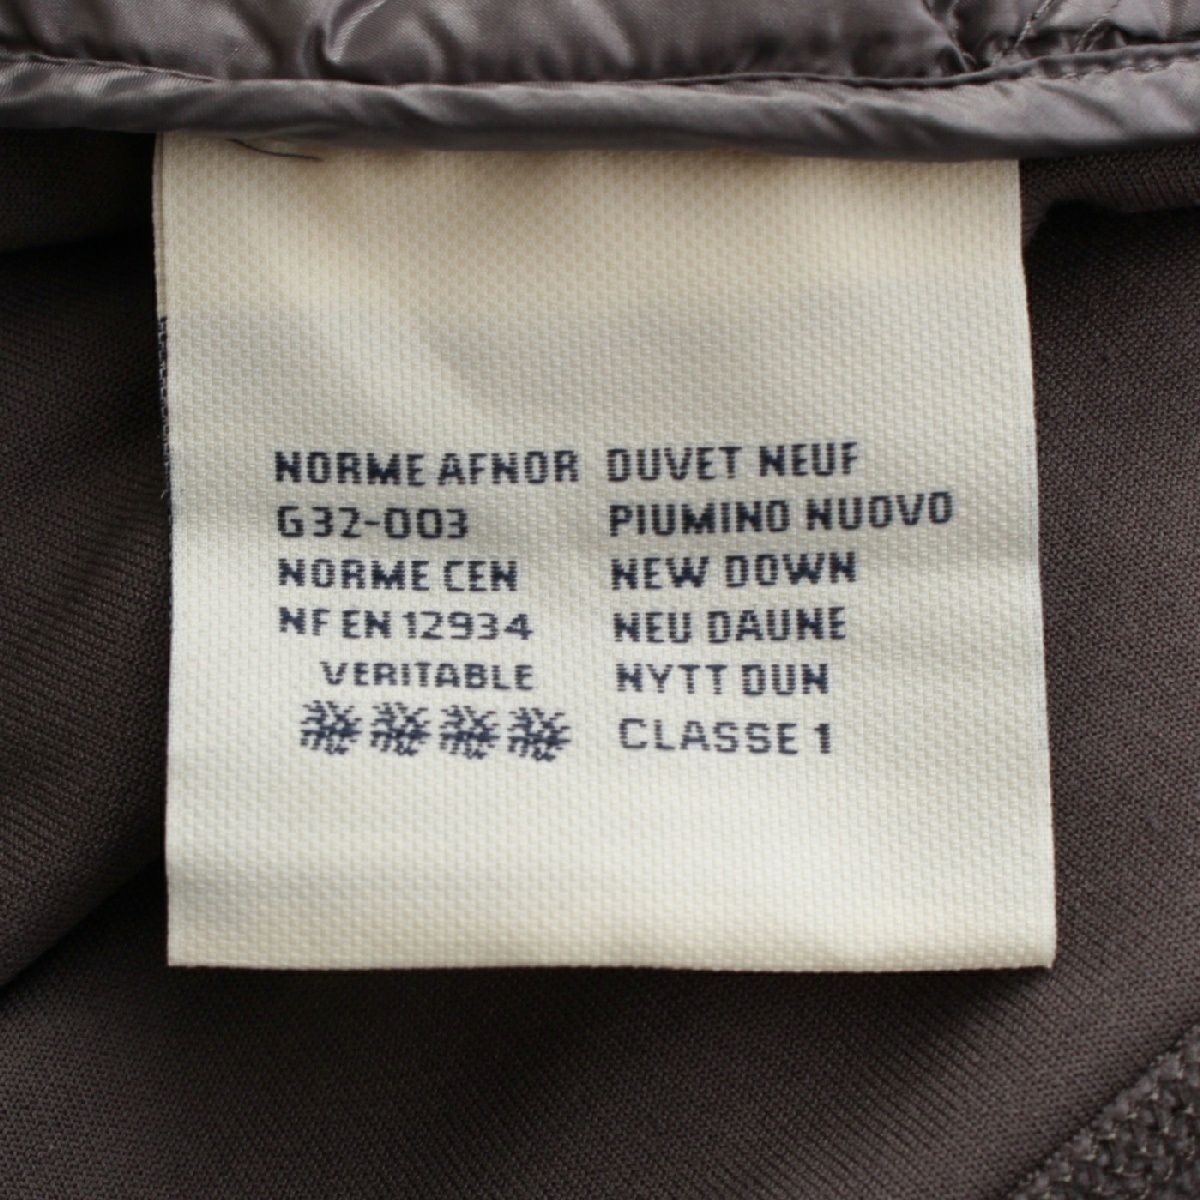 NORME AFNOR
G32-003
NORME CEN
NF EN 12934
VERITABLE
DUVET NEUF
PIUMINO NUOVO
NEW DOWN
NEU DAUNE
NYTT DUN
CLASSE 1